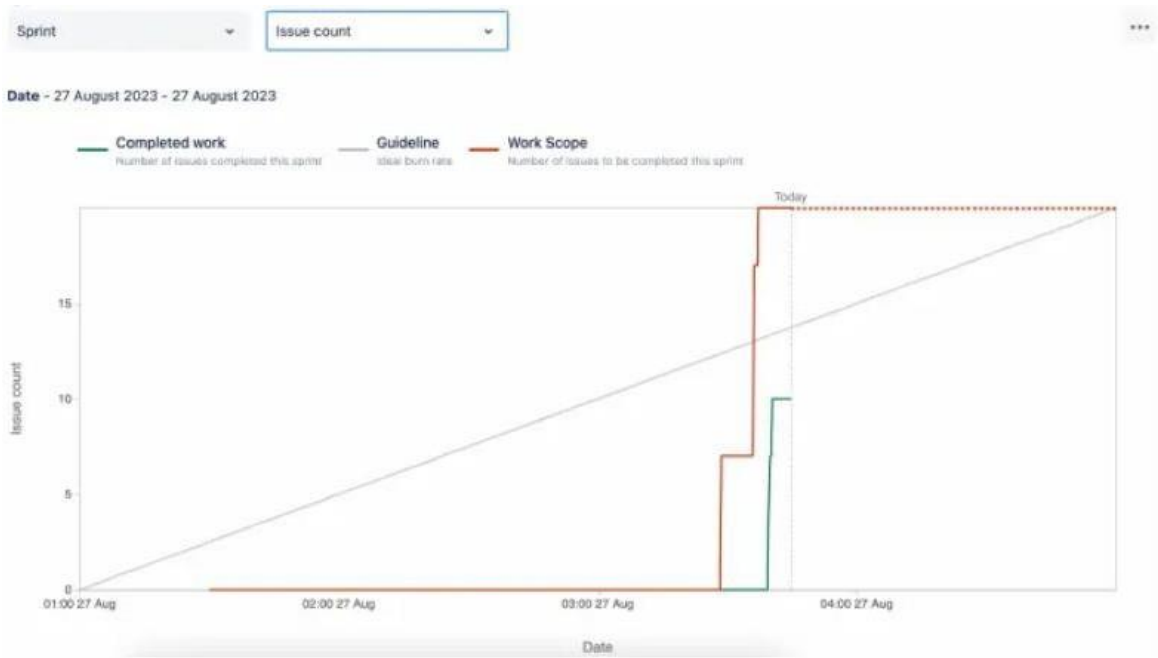 Sprint
Issue count
Date - 27 August 2023 - 27 August 2023
Completed work
Number of issues completed this sprint
Guideline
Ideal burn rate
Work Scope
Number of issues to be completed this sprint
Today
15
10
5
0
Issue count
01:00 27 Aug
02:00 27 Aug
03:00 27 Aug
04:00 27 Aug
Date